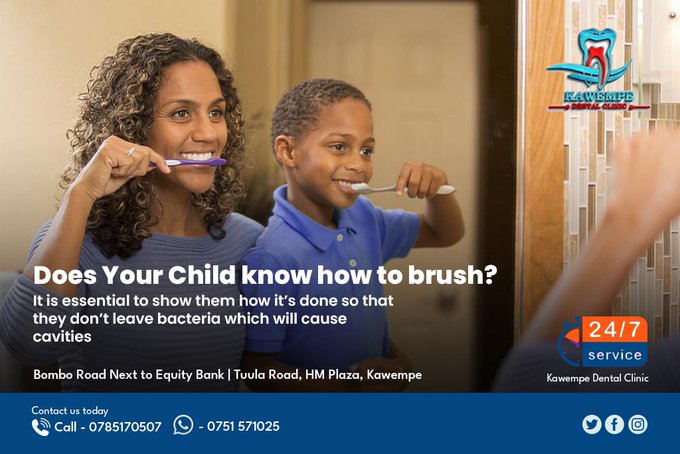 KAWEMPE
DENTAL CLINIC
Does Your Child know how to brush?
It is essential to show them how it's done so that
they don't leave bacteria which will cause
cavities
24/7
service
Bombo Road Next to Equity Bank | Tuula Road, HM Plaza, Kawempe
Kawempe Dental Clinic
Contact us today
Call - 0785170507
- 0751 571025